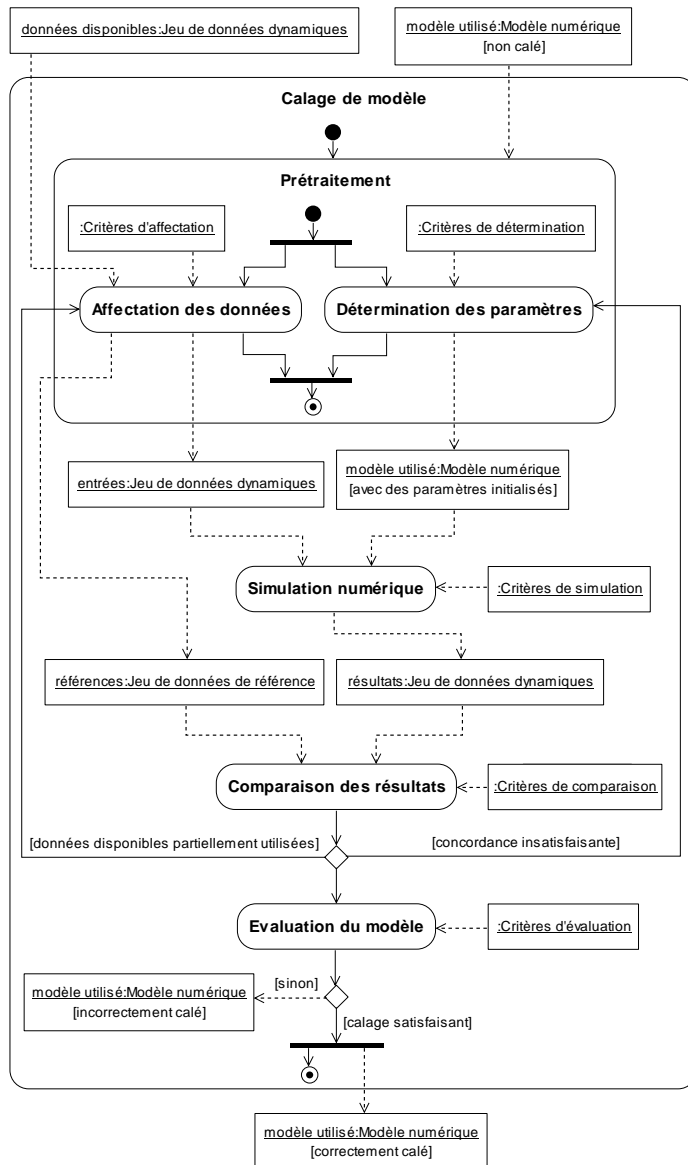 données disponibles:Jeu de données dynamiques
modèle utilisé:Modèle numérique
[non calé]
Calage de modèle
Prétraitement
:Critères d'affectation
:Critères de détermination
Affectation des données
Détermination des paramètres
entrées:Jeu de données dynamiques
modèle utilisé:Modèle numérique
[avec des paramètres initialisés]
Simulation numérique
:Critères de simulation
références:Jeu de données de référence
résultats:Jeu de données dynamiques
Comparaison des résultats
:Critères de comparaison
[données disponibles partiellement utilisées]
[concordance insatisfaisante]
Evaluation du modèle
:Critères d'évaluation
[sinon]
modèle utilisé:Modèle numérique
[incorrectement calé]
[calage satisfaisant]
modèle utilisé:Modèle numérique
[correctement calé]